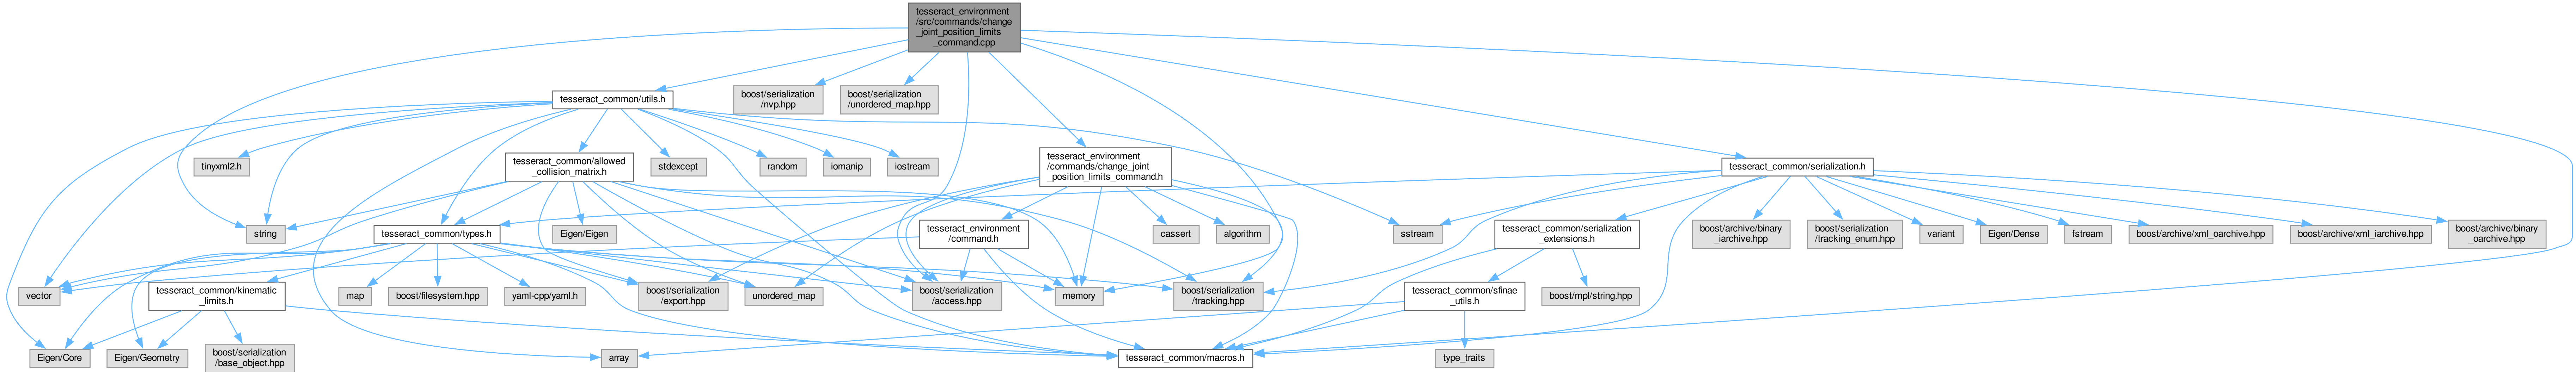 tesseract_environment
/src/commands/change
_joint_position_limits
_command.cpp
tesseract_common/utils.h
boost/serialization
/nvp.hpp
boost/serialization
/unordered_map.hpp
tinyxml2.h
tesseract_common/allowed
_collision_matrix.h
stdexcept
random
iomanip
iostream
tesseract_environment
/commands/change_joint
_position_limits_command.h
tesseract_common/serialization.h
string
tesseract_common/types.h
Eigen/Eigen
tesseract_environment
/command.h
cassert
algorithm
sstream
tesseract_common/serialization
_extensions.h
boost/archive/binary
_iarchive.hpp
boost/serialization
/tracking_enum.hpp
variant
Eigen/Dense
fstream
boost/archive/xml_oarchive.hpp
boost/archive/xml_iarchive.hpp
boost/archive/binary
_oarchive.hpp
vector
tesseract_common/kinematic
_limits.h
map
boost/filesystem.hpp
yaml-cpp/yaml.h
boost/serialization
/export.hpp
unordered_map
boost/serialization
/access.hpp
memory
boost/serialization
/tracking.hpp
tesseract_common/sfinae
_utils.h
boost/mpl/string.hpp
Eigen/Core
Eigen/Geometry
boost/serialization
/base_object.hpp
array
tesseract_common/macros.h
type_traits